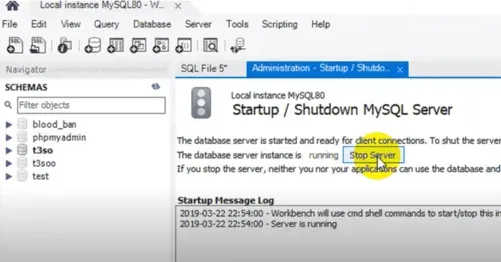 Local instance MySQL80 - W...
File Edit View Query Database Server Tools Scripting Help
Navigator
SQL File 5*
Administration - Startup / Shutdo...
SCHEMAS
Filter objects
blood_ban
phpmyadmin
t3so
t3soo
test
Local instance MySQL80
Startup / Shutdown MySQL Server
The database server is started and ready for client connections. To shut the server
The database server instance is running Stop Server
If you stop the server, neither you nor your applications can use the database and
Startup Message Log
2019-03-22 22:54:00 - Workbench will use cmd shell commands to start/stop this in
2019-03-22 22:54:00 - Server is running